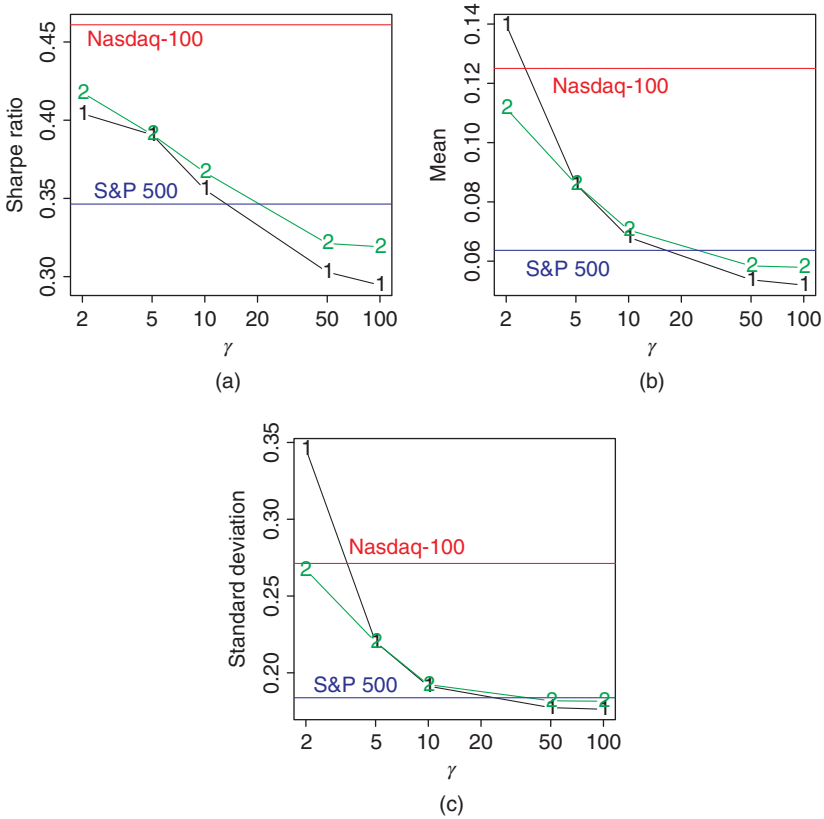 Sharpe ratio
0.30 0.35 0.40 0.45
Nasdaq-100
S&P 500
1 1 1 1 1
2 2 2 2 2
2 5 10 20 50 100
γ
(a)
Mean
0.06 0.08 0.10 0.12 0.14
Nasdaq-100
S&P 500
1 1 1 1 1
2 2 2 2 2
2 5 10 20 50 100
γ
(b)
Standard deviation
0.20 0.25 0.30 0.35
Nasdaq-100
S&P 500
1 1 1 1 1
2 2 2 2 2
2 5 10 20 50 100
γ
(c)